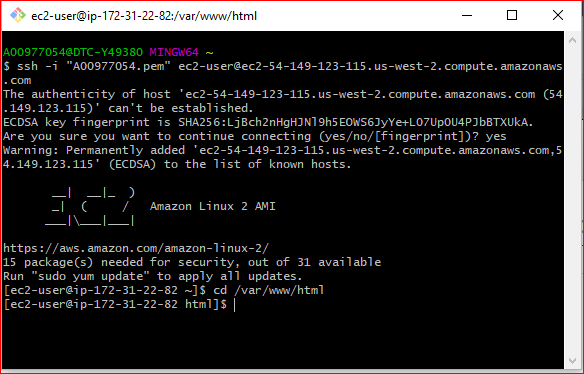 ec2-user@ip-172-31-22-82:/var/www/html
A00977054@DTC-Y49380 MINGW64 ~
$ ssh -i "A00977054.pem" ec2-user@ec2-54-149-123-115.us-west-2.compute.amazonaws
.com
The authenticity of host 'ec2-54-149-123-115.us-west-2.compute.amazonaws.com (54
.149.123.115)' can't be established.
ECDSA key fingerprint is SHA256:LjBch2nHgHJNl9h5EOWS6JyYe+LO7UpOU4PJbBTXUkA.
Are you sure you want to continue connecting (yes/no/[fingerprint])? yes
Warning: Permanently added 'ec2-54-149-123-115.us-west-2.compute.amazonaws.com,5
4.149.123.115' (ECDSA) to the list of known hosts.
       __|  __|_  )
       _|  (     /   Amazon Linux 2 AMI
      ___|\___|___|
https://aws.amazon.com/amazon-linux-2/
15 package(s) needed for security, out of 31 available
Run "sudo yum update" to apply all updates.
[ec2-user@ip-172-31-22-82 ~]$ cd /var/www/html
[ec2-user@ip-172-31-22-82 html]$